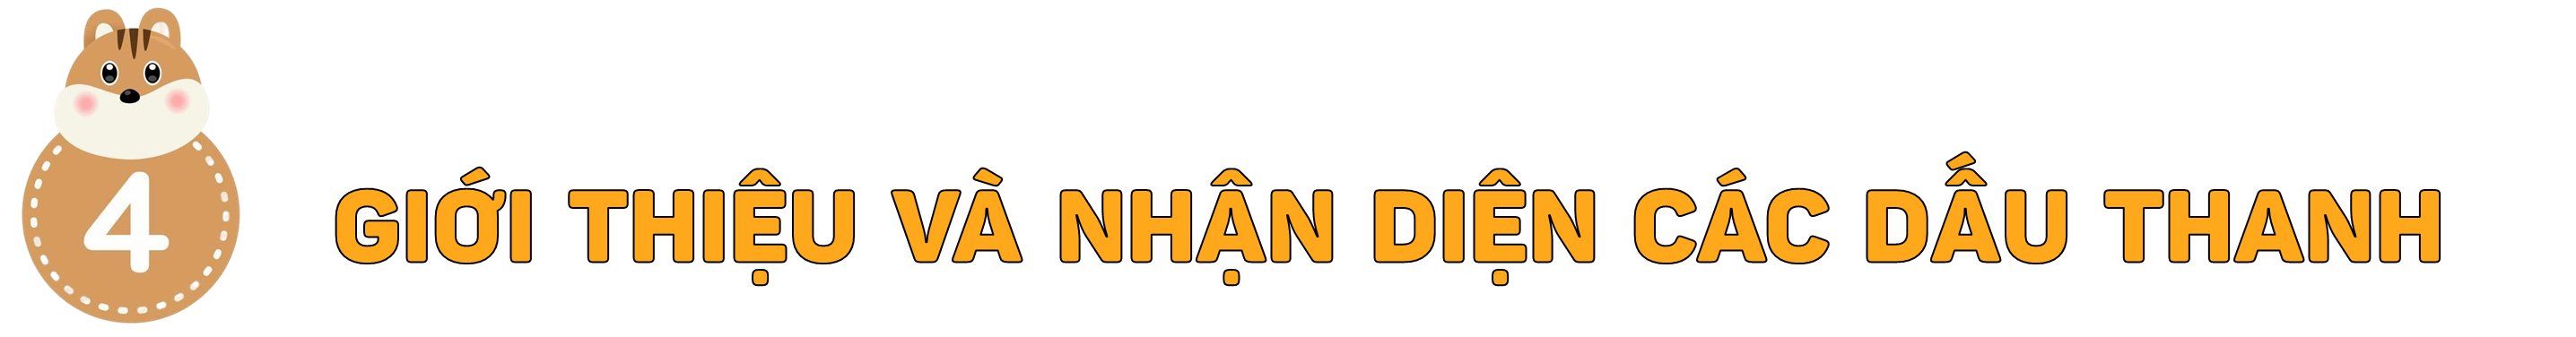 4
GIỚI THIỆU VÀ NHẬN DIỆN CÁC DẤU THANH